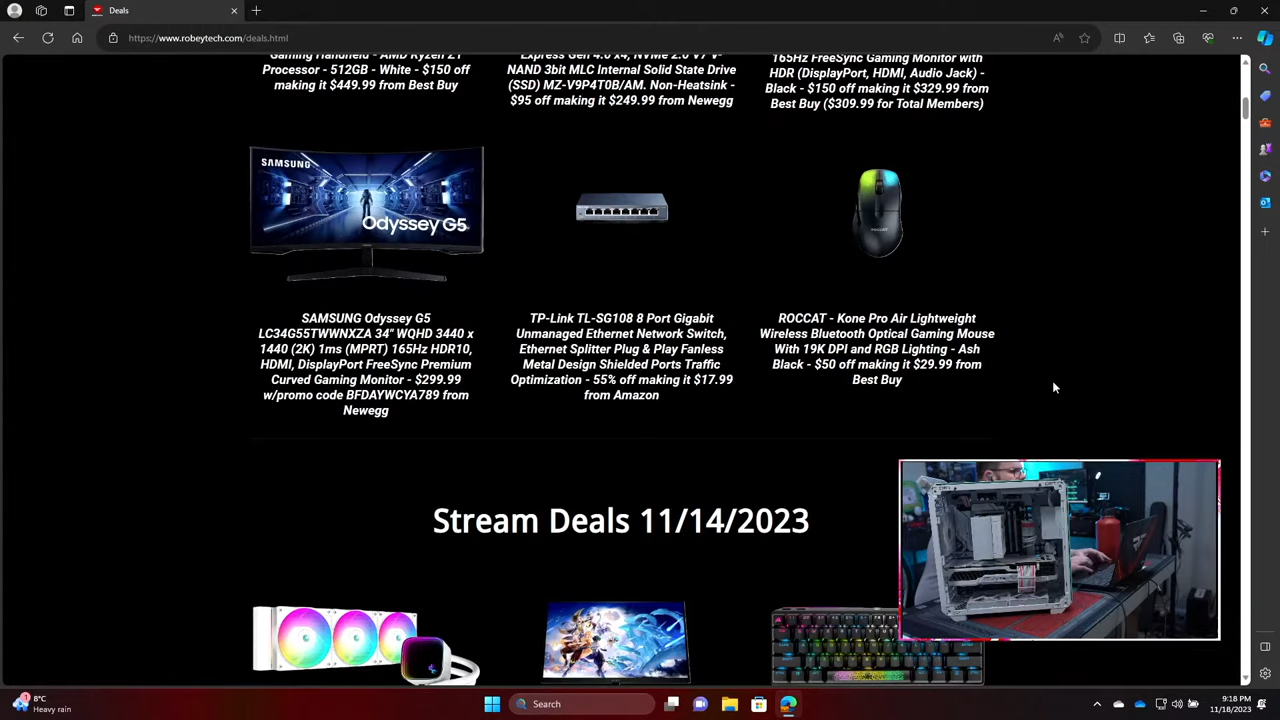 Deals
https://www.robeytech.com/deals.html
Gaming Handheld - AMD Ryzen Z1
Processor - 512GB - White - $150 off
making it $449.99 from Best Buy
Express Gen 4.0 x4, NVMe 2.0 V7 V-
NAND 3bit MLC Internal Solid State Drive
(SSD) MZ-V9P4T0B/AM. Non-Heatsink -
$95 off making it $249.99 from Newegg
165Hz FreeSync Gaming Monitor with
HDR (DisplayPort, HDMI, Audio Jack) -
Black - $150 off making it $329.99 from
Best Buy ($309.99 for Total Members)
SAMSUNG
Odyssey G5
ROCCAT
SAMSUNG Odyssey G5
LC34G55TWWNXZA 34" WQHD 3440 x
1440 (2K) 1ms (MPRT) 165Hz HDR10,
HDMI, DisplayPort FreeSync Premium
Curved Gaming Monitor - $299.99
w/promo code BFDAYWCYA789 from
Newegg
TP-Link TL-SG108 8 Port Gigabit
Unmanaged Ethernet Network Switch,
Ethernet Splitter Plug & Play Fanless
Metal Design Shielded Ports Traffic
Optimization - 55% off making it $17.99
from Amazon
ROCCAT - Kone Pro Air Lightweight
Wireless Bluetooth Optical Gaming Mouse
With 19K DPI and RGB Lighting - Ash
Black - $50 off making it $29.99 from
Best Buy
Stream Deals 11/14/2023
8°C
Heavy rain
Search
9:18 PM
11/18/2023